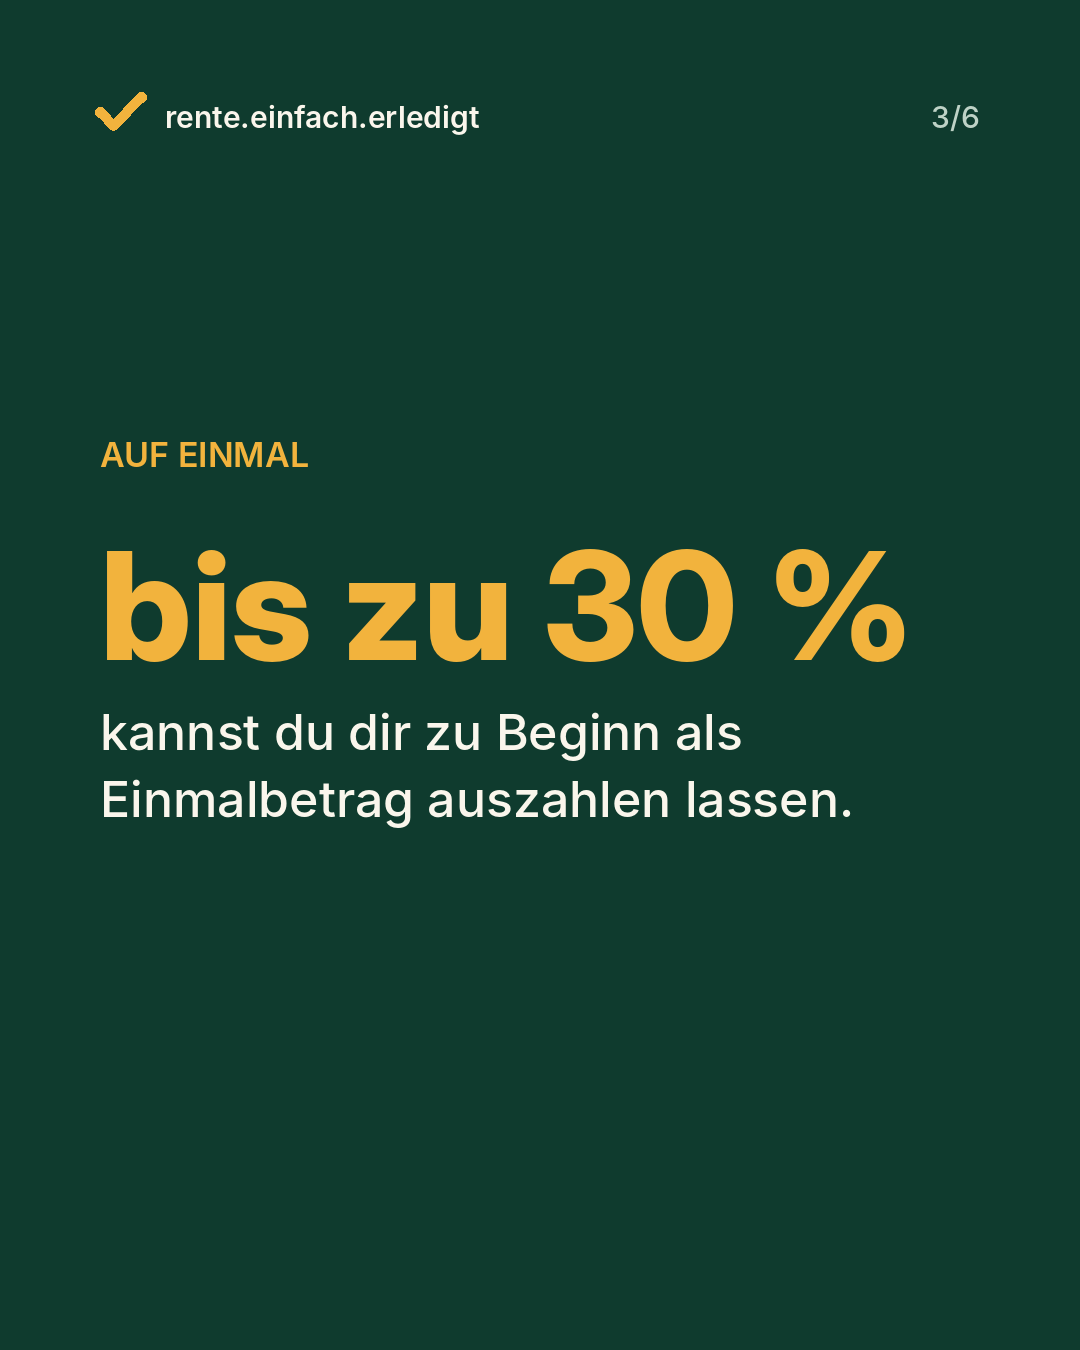 rente.einfach.erledigt
3/6
AUF EINMAL
bis zu 30 %
kannst du dir zu Beginn als
Einmalbetrag auszahlen lassen.